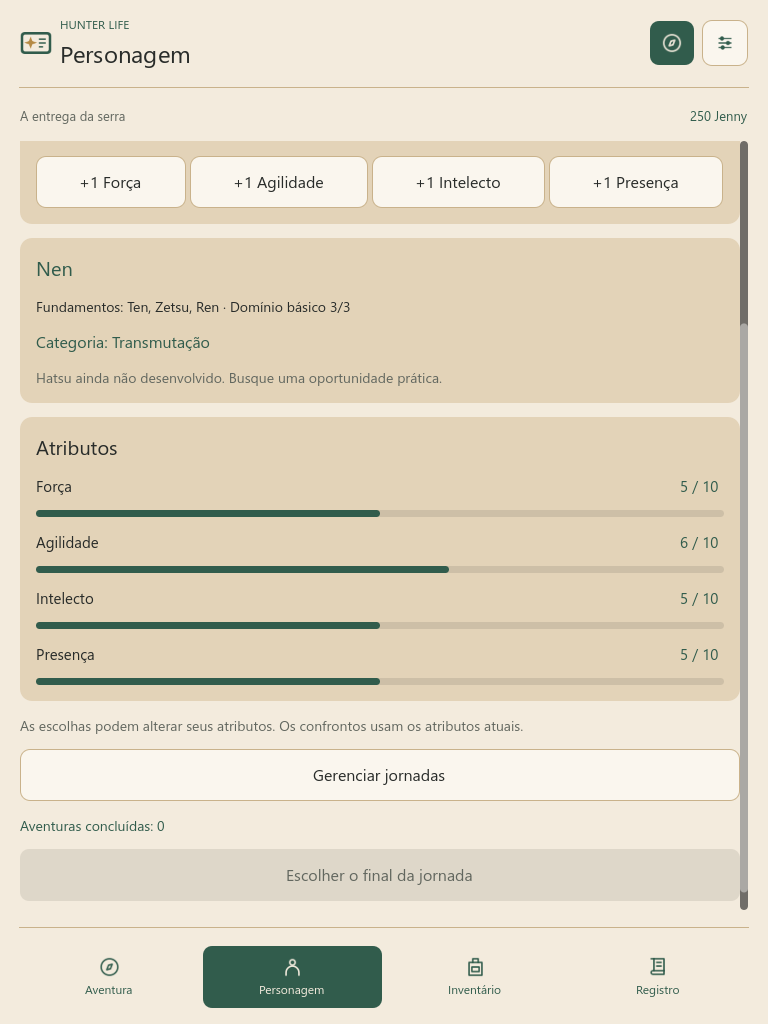 HUNTER LIFE
Personagem
A entrega da serra
250 Jenny
+1 Força
+1 Agilidade
+1 Intelecto
+1 Presença
Nen
Fundamentos: Ten, Zetsu, Ren · Domínio básico 3/3
Categoria: Transmutação
Hatsu ainda não desenvolvido. Busque uma oportunidade prática.
Atributos
Força
5 / 10
Agilidade
6 / 10
Intelecto
5 / 10
Presença
5 / 10
As escolhas podem alterar seus atributos. Os confrontos usam os atributos atuais.
Gerenciar jornadas
Aventuras concluídas: 0
Escolher o final da jornada
Aventura
Personagem
Inventário
Registro